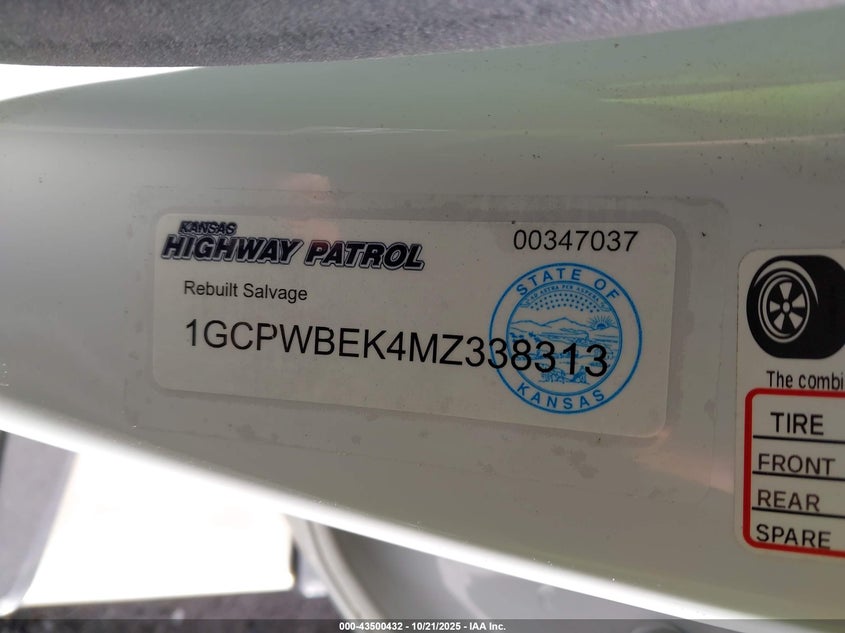 KANSAS
HIGHWAY PATROL
00347037
Rebuilt Salvage
1GCPWBEK4MZ338313
STATE OF
KANSAS
The combi
TIRE
FRONT
REAR
SPARE
000-43500432 - 10/21/2025 - IAA Inc.